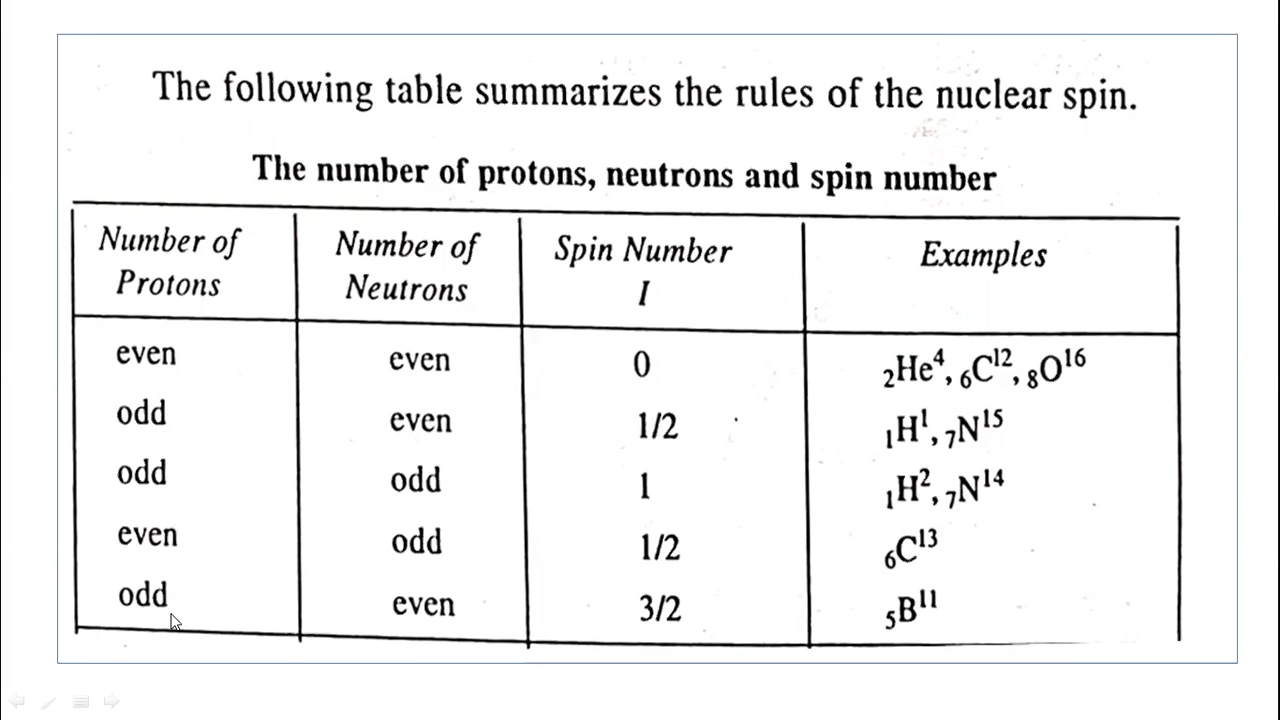 The following table summarizes the rules of the nuclear spin.
The number of protons, neutrons and spin number
Number of Protons | Number of Neutrons | Spin Number I | Examples
even | even | 0 | ₂He⁴, ₆C¹², ₈O¹⁶
odd | even | 1/2 | ₁H¹, ₇N¹⁵
odd | odd | 1 | ₁H², ₇N¹⁴
even | odd | 1/2 | ₆C¹³
odd | even | 3/2 | ₅B¹¹